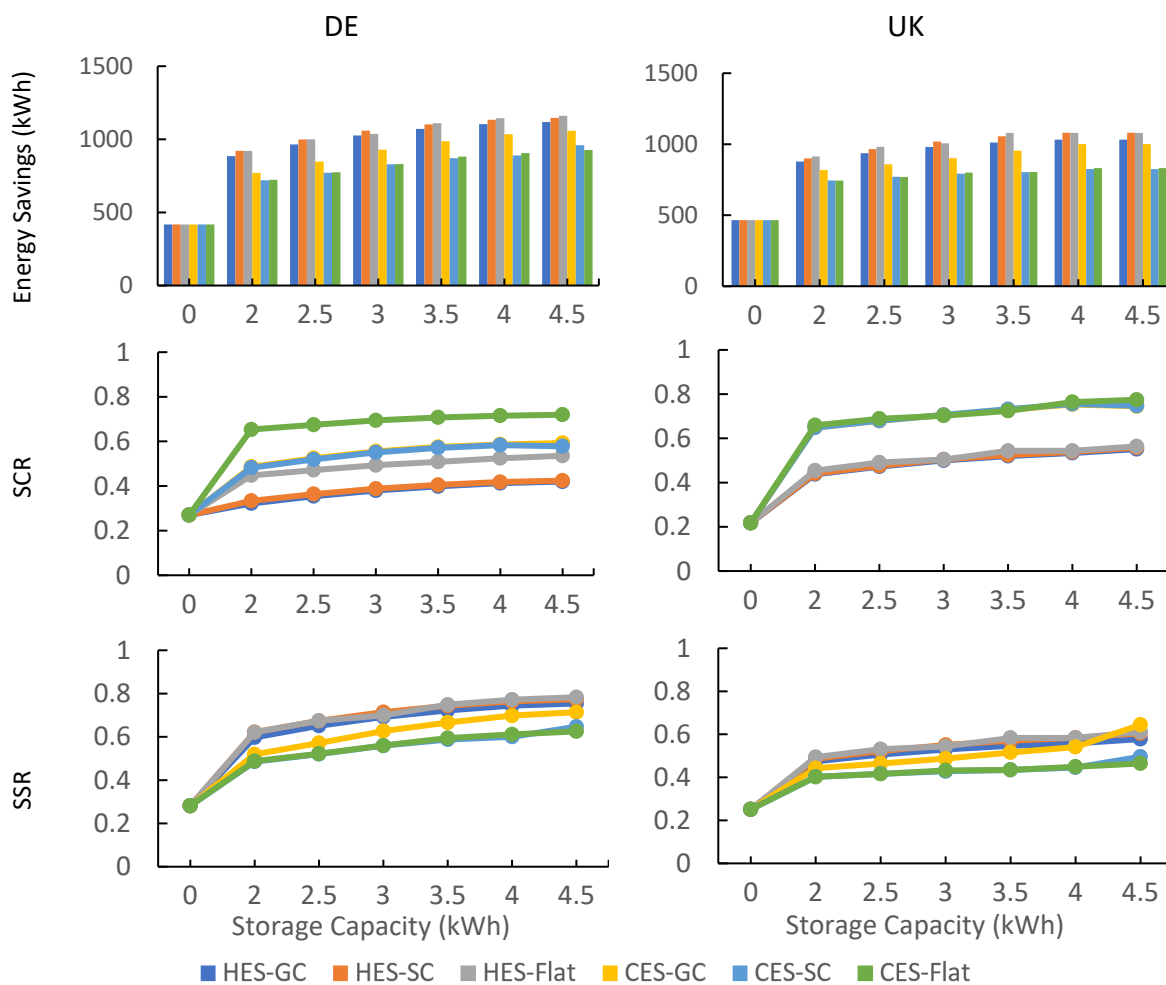 DE
UK
Energy Savings (kWh)
1500
1000
500
0
0 2 2.5 3 3.5 4 4.5
1500
1000
500
0
0 2 2.5 3 3.5 4 4.5
SCR
1
0.8
0.6
0.4
0.2
0
0 2 2.5 3 3.5 4 4.5
1
0.8
0.6
0.4
0.2
0
0 2 2.5 3 3.5 4 4.5
SSR
1
0.8
0.6
0.4
0.2
0
0 2 2.5 3 3.5 4 4.5
Storage Capacity (kWh)
1
0.8
0.6
0.4
0.2
0
0 2 2.5 3 3.5 4 4.5
Storage Capacity (kWh)
HES-GC HES-SC HES-Flat CES-GC CES-SC CES-Flat